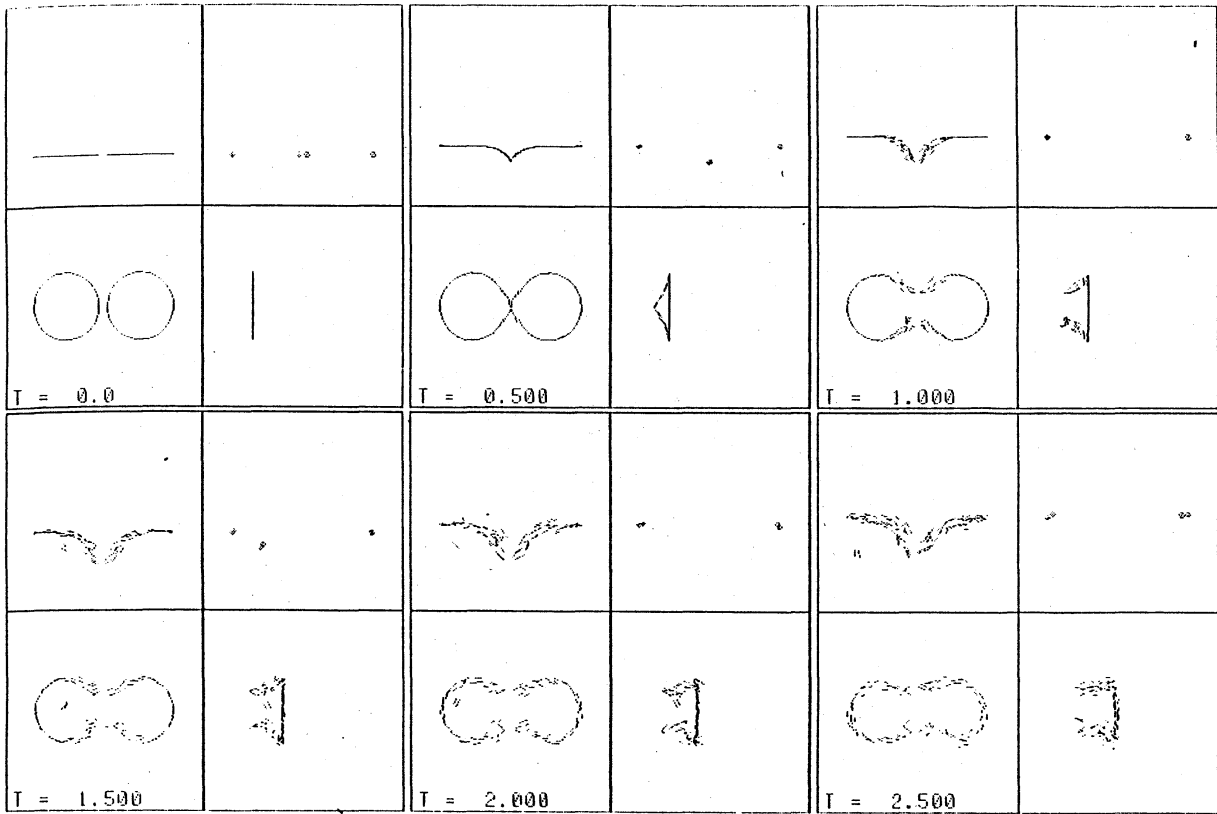 T = 0.0
T = 0.500
T = 1.000
T = 1.500
T = 2.000
T = 2.500